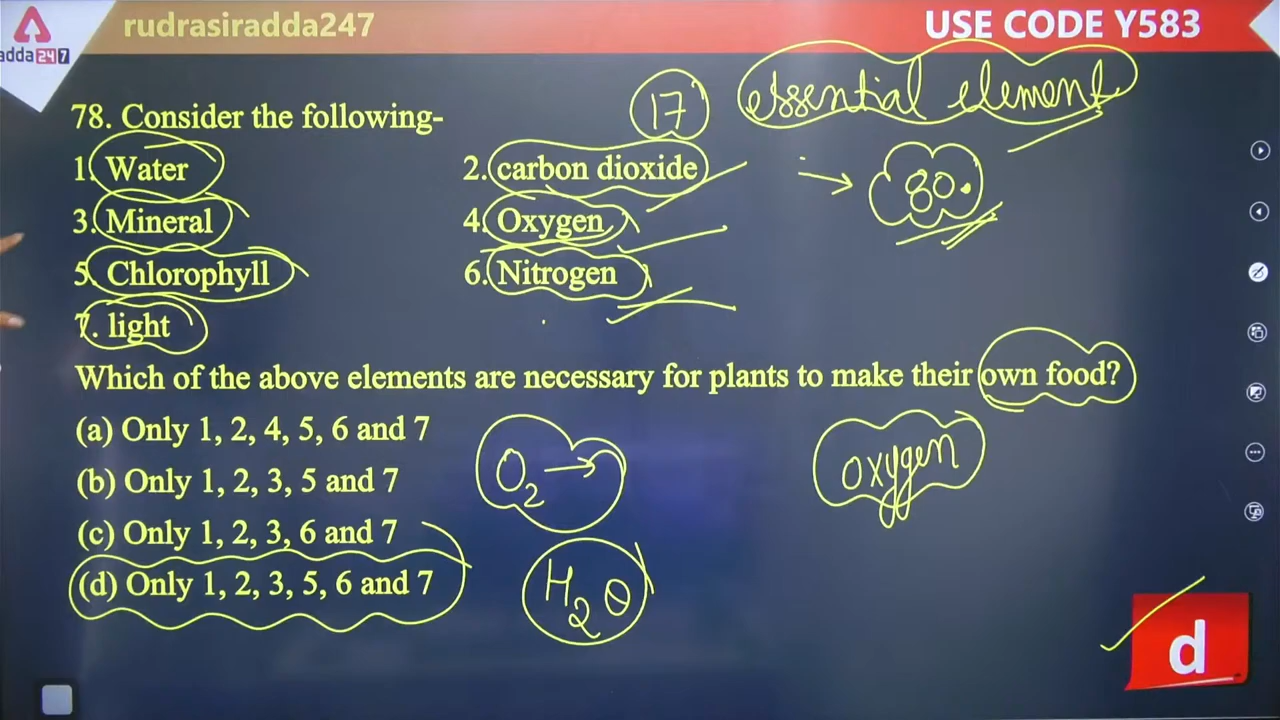 rudrasiradda247
USE CODE Y583
adda247
17
essential element
78. Consider the following-
1. Water
2. carbon dioxide
80.
3. Mineral
4. Oxygen
5. Chlorophyll
6. Nitrogen
7. light
Which of the above elements are necessary for plants to make their own food?
(a) Only 1, 2, 4, 5, 6 and 7
(b) Only 1, 2, 3, 5 and 7
O2 →
oxygen
(c) Only 1, 2, 3, 6 and 7
(d) Only 1, 2, 3, 5, 6 and 7
H2O
d